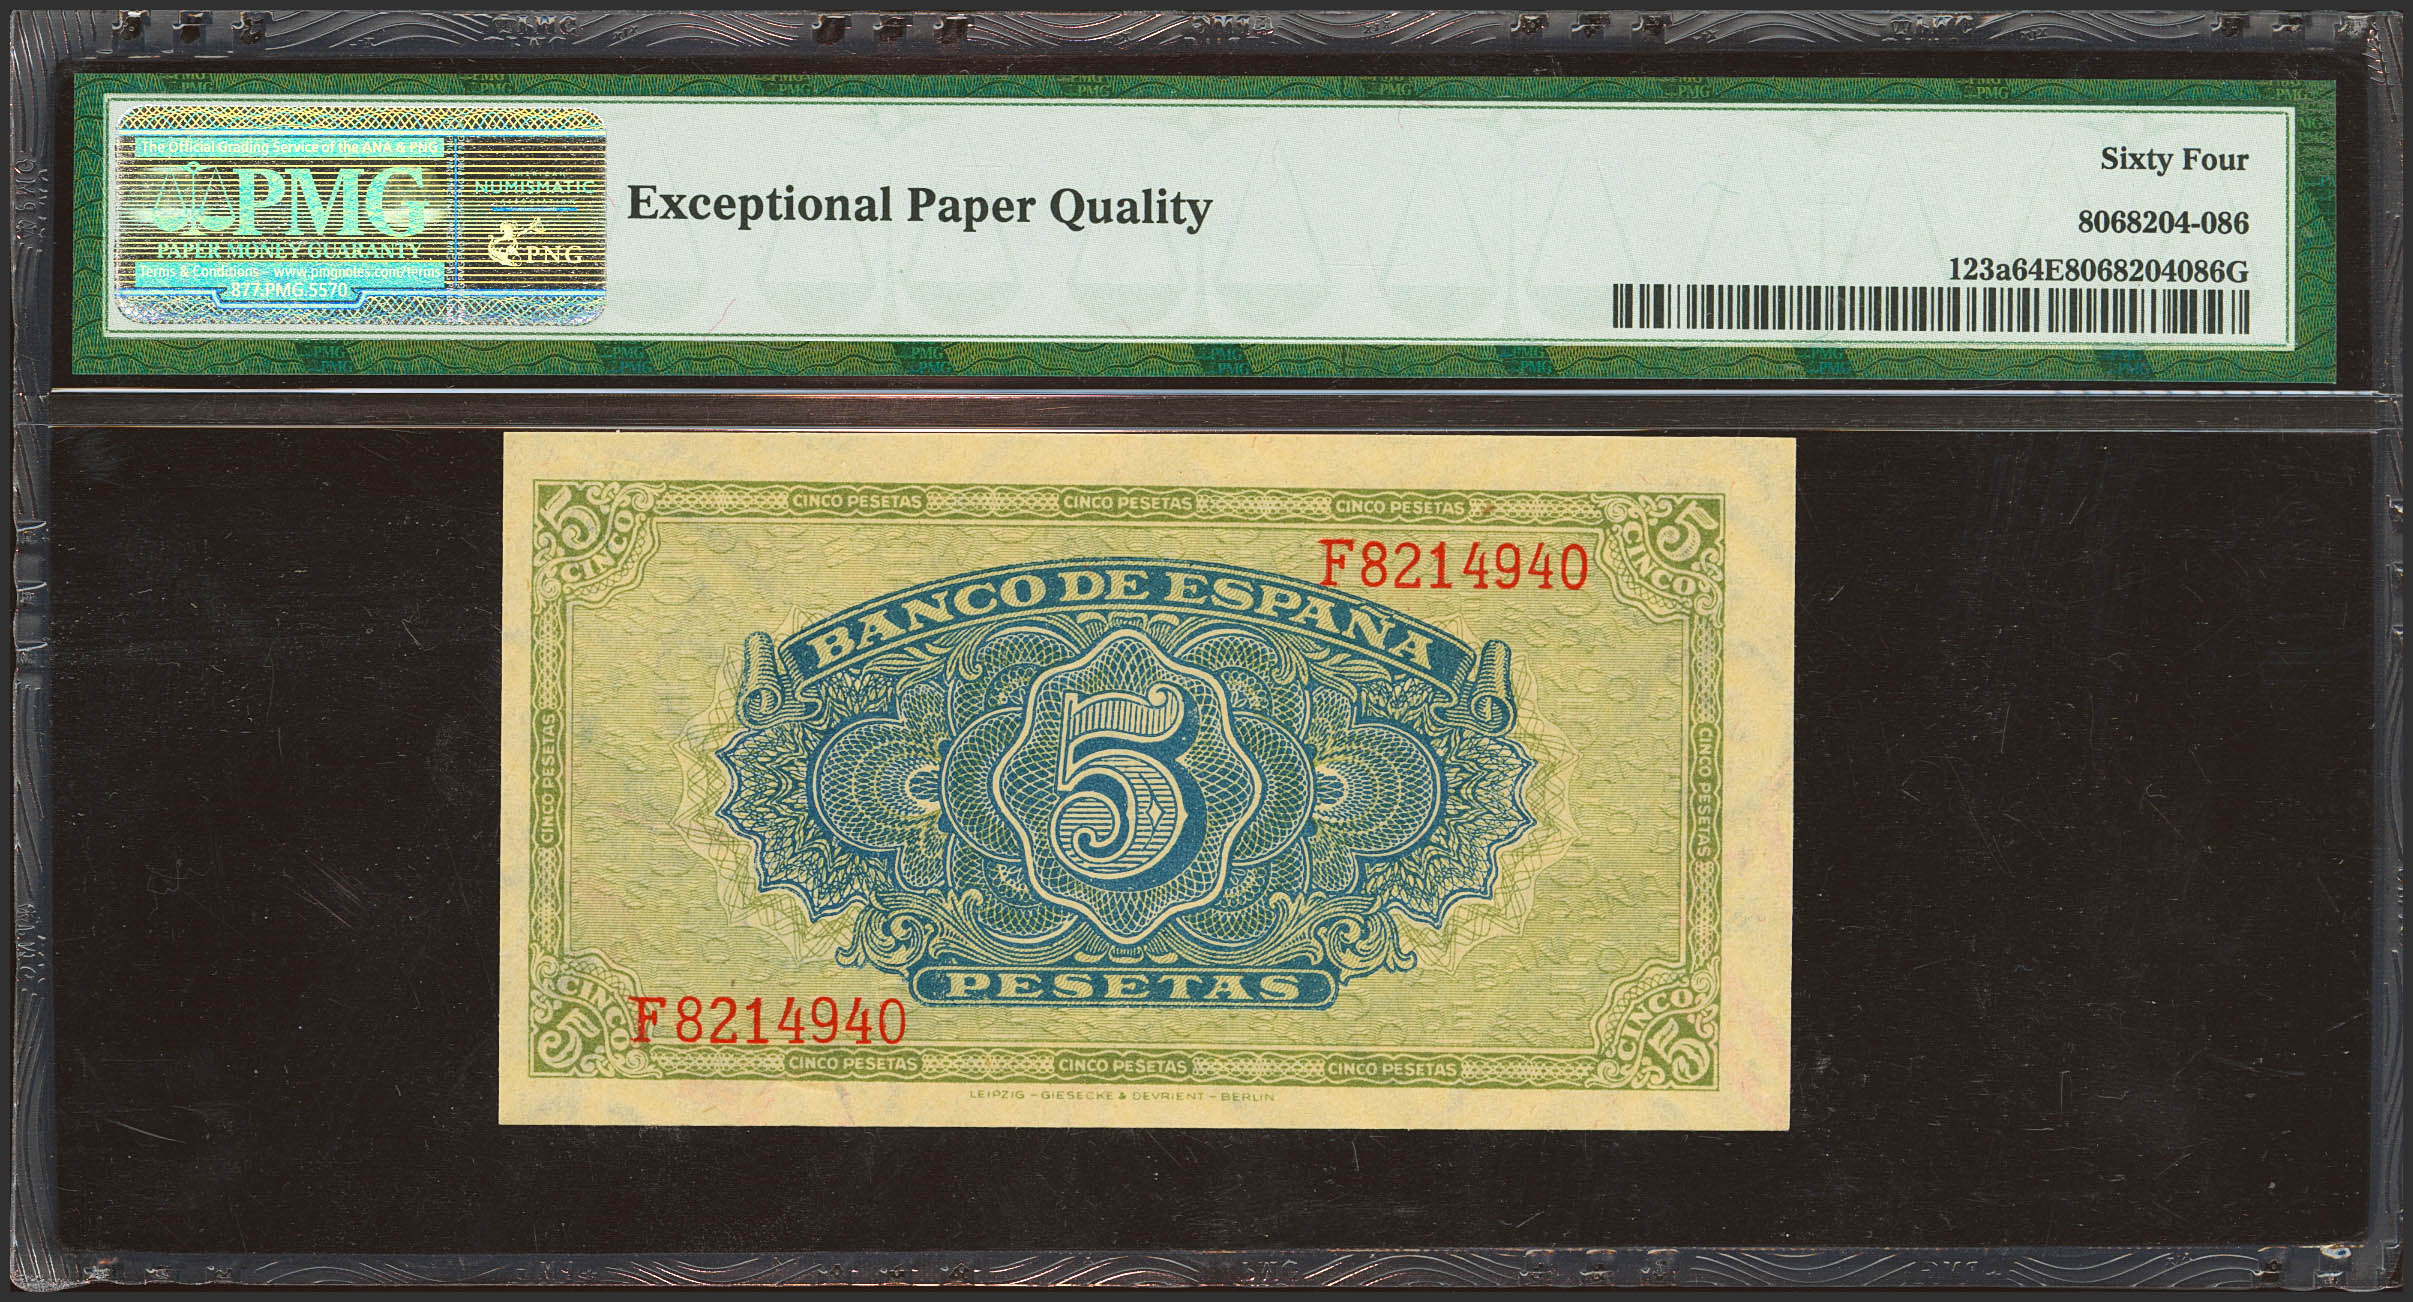 The Official Grading Service of the ANA & PNG
PMG
PAPER MONEY GUARANTY
Terms & Conditions – www.pmgnotes.com/terms
877.PMG.5570
AMERICAN
NUMISMATIC
ASSOCIATION
PNG
Exceptional Paper Quality
Sixty Four
8068204-086
123a64E8068204086G
5 CINCO
CINCO PESETAS CINCO PESETAS CINCO PESETAS
5 CINCO
F8214940
BANCO DE ESPAÑA
CINCO PESETAS
5
CINCO PESETAS
PESETAS
F8214940
CINCO 5
CINCO PESETAS CINCO PESETAS CINCO PESETAS
CINCO 5
LEIPZIG – GIESECKE & DEVRIENT – BERLIN